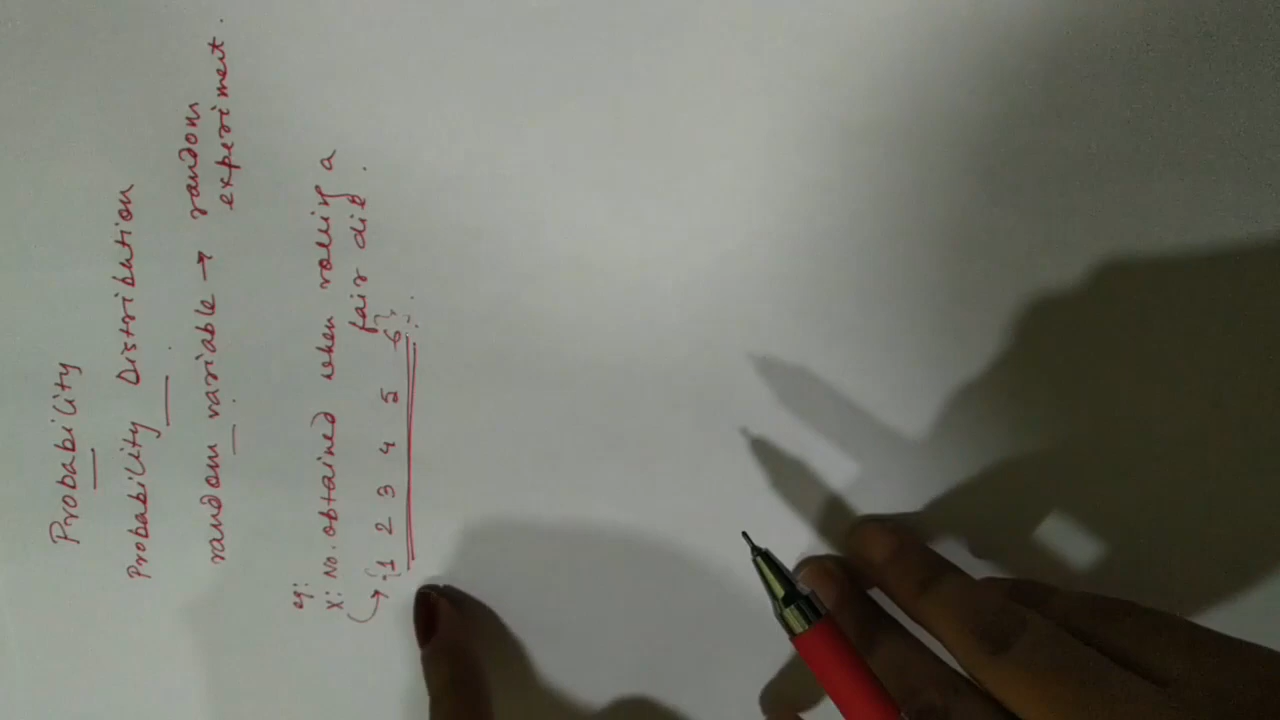 Probability
Probability Distribution
random variable → random
experiment.
eg:
X: No. obtained when rolling a
fair die.
→ {1 2 3 4 5 6}